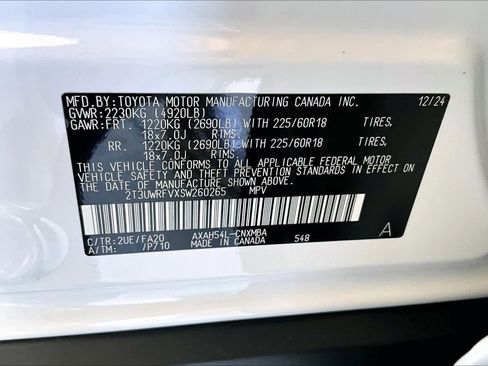 MFD.BY:TOYOTA MOTOR MANUFACTURING CANADA INC. 12/24
GVWR:2230KG (4920LB)
GAWR:FRT. 1220KG (2690LB) WITH 225/60R18 TIRES,
18x7.0J RIMS,
RR. 1220KG (2690LB) WITH 225/60R18 TIRES,
18x7.0J RIMS,
THIS VEHICLE CONFORMS TO ALL APPLICABLE FEDERAL MOTOR
VEHICLE SAFETY, BUMPER, AND THEFT PREVENTION STANDARDS IN EFFECT ON
THE DATE OF MANUFACTURE SHOWN ABOVE.
2T3UWRFVXSW260265 MPV
C/TR:2UE/FA20 AXAH54L-CNXMBA A
A/TM: /P710 MADE IN CANADA 548